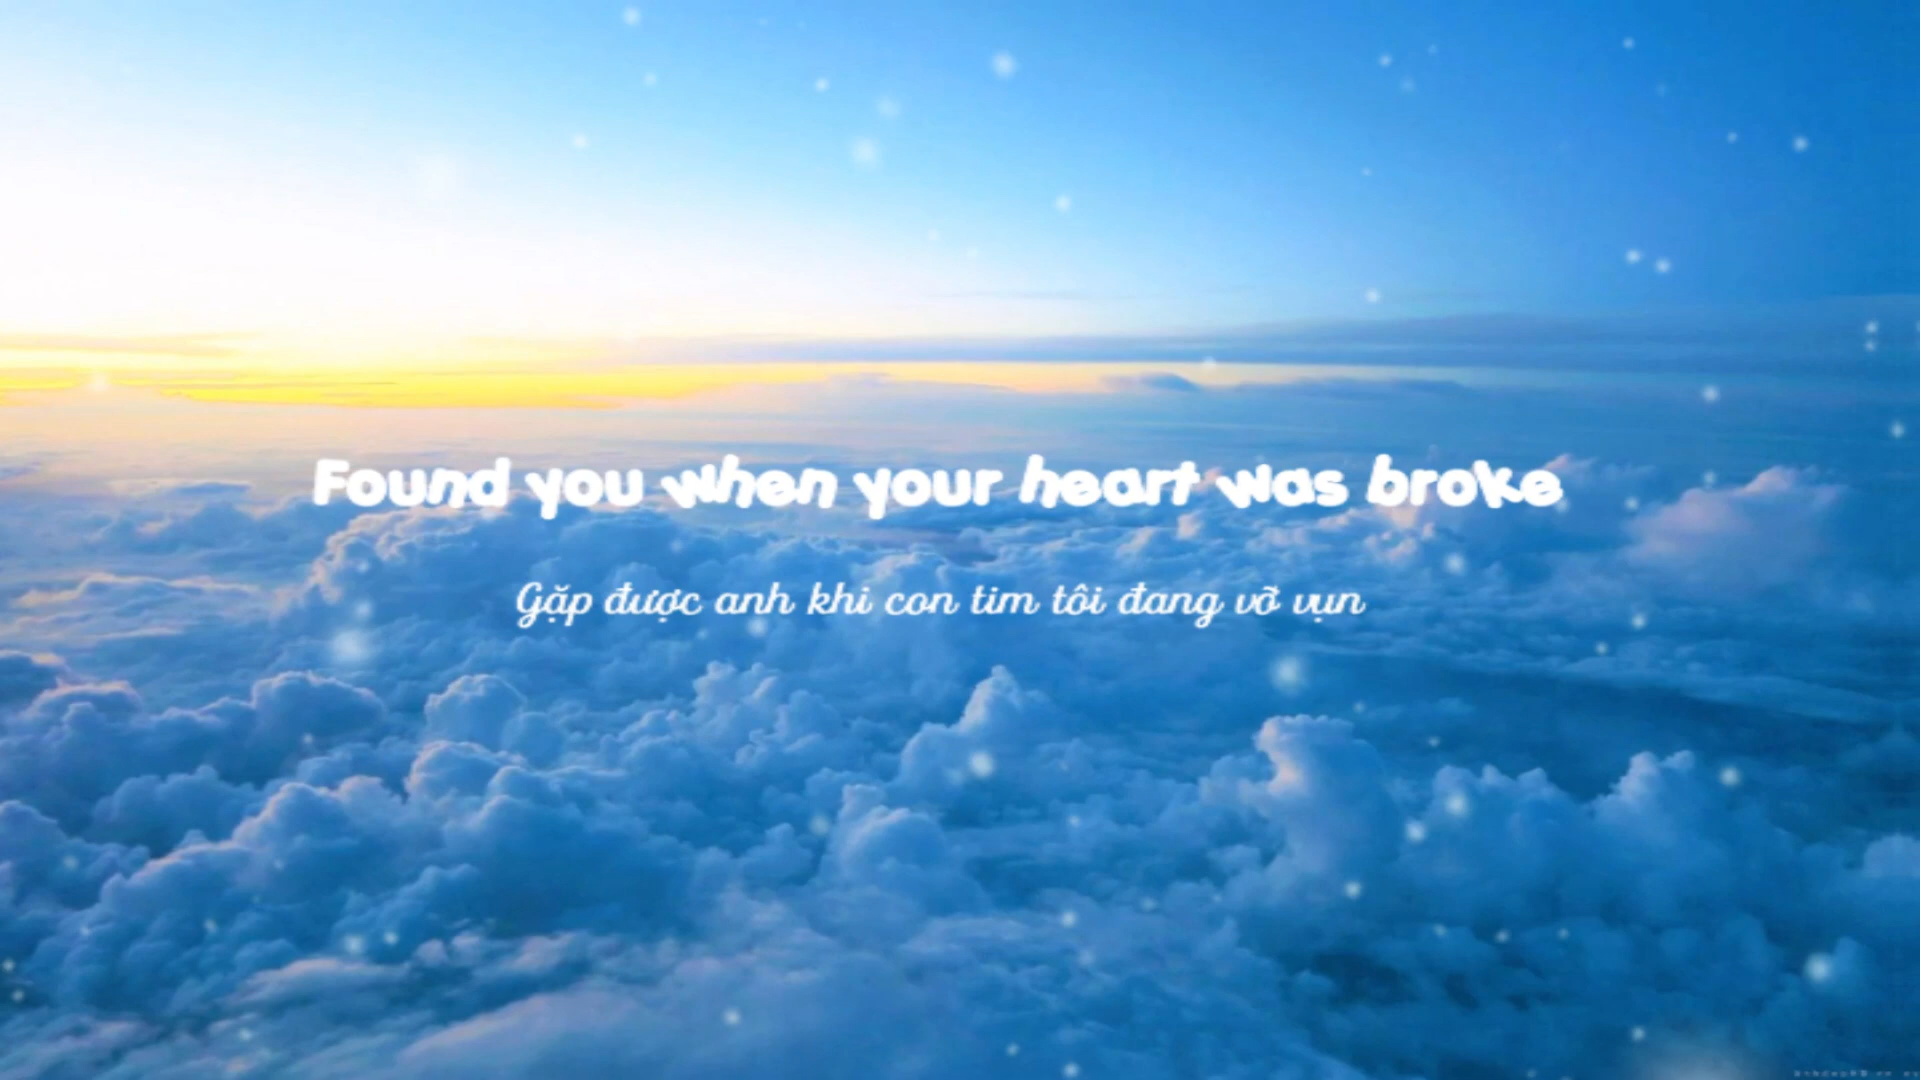 Found you when your heart was broke
Gặp được anh khi con tim tôi đang vỡ vụn